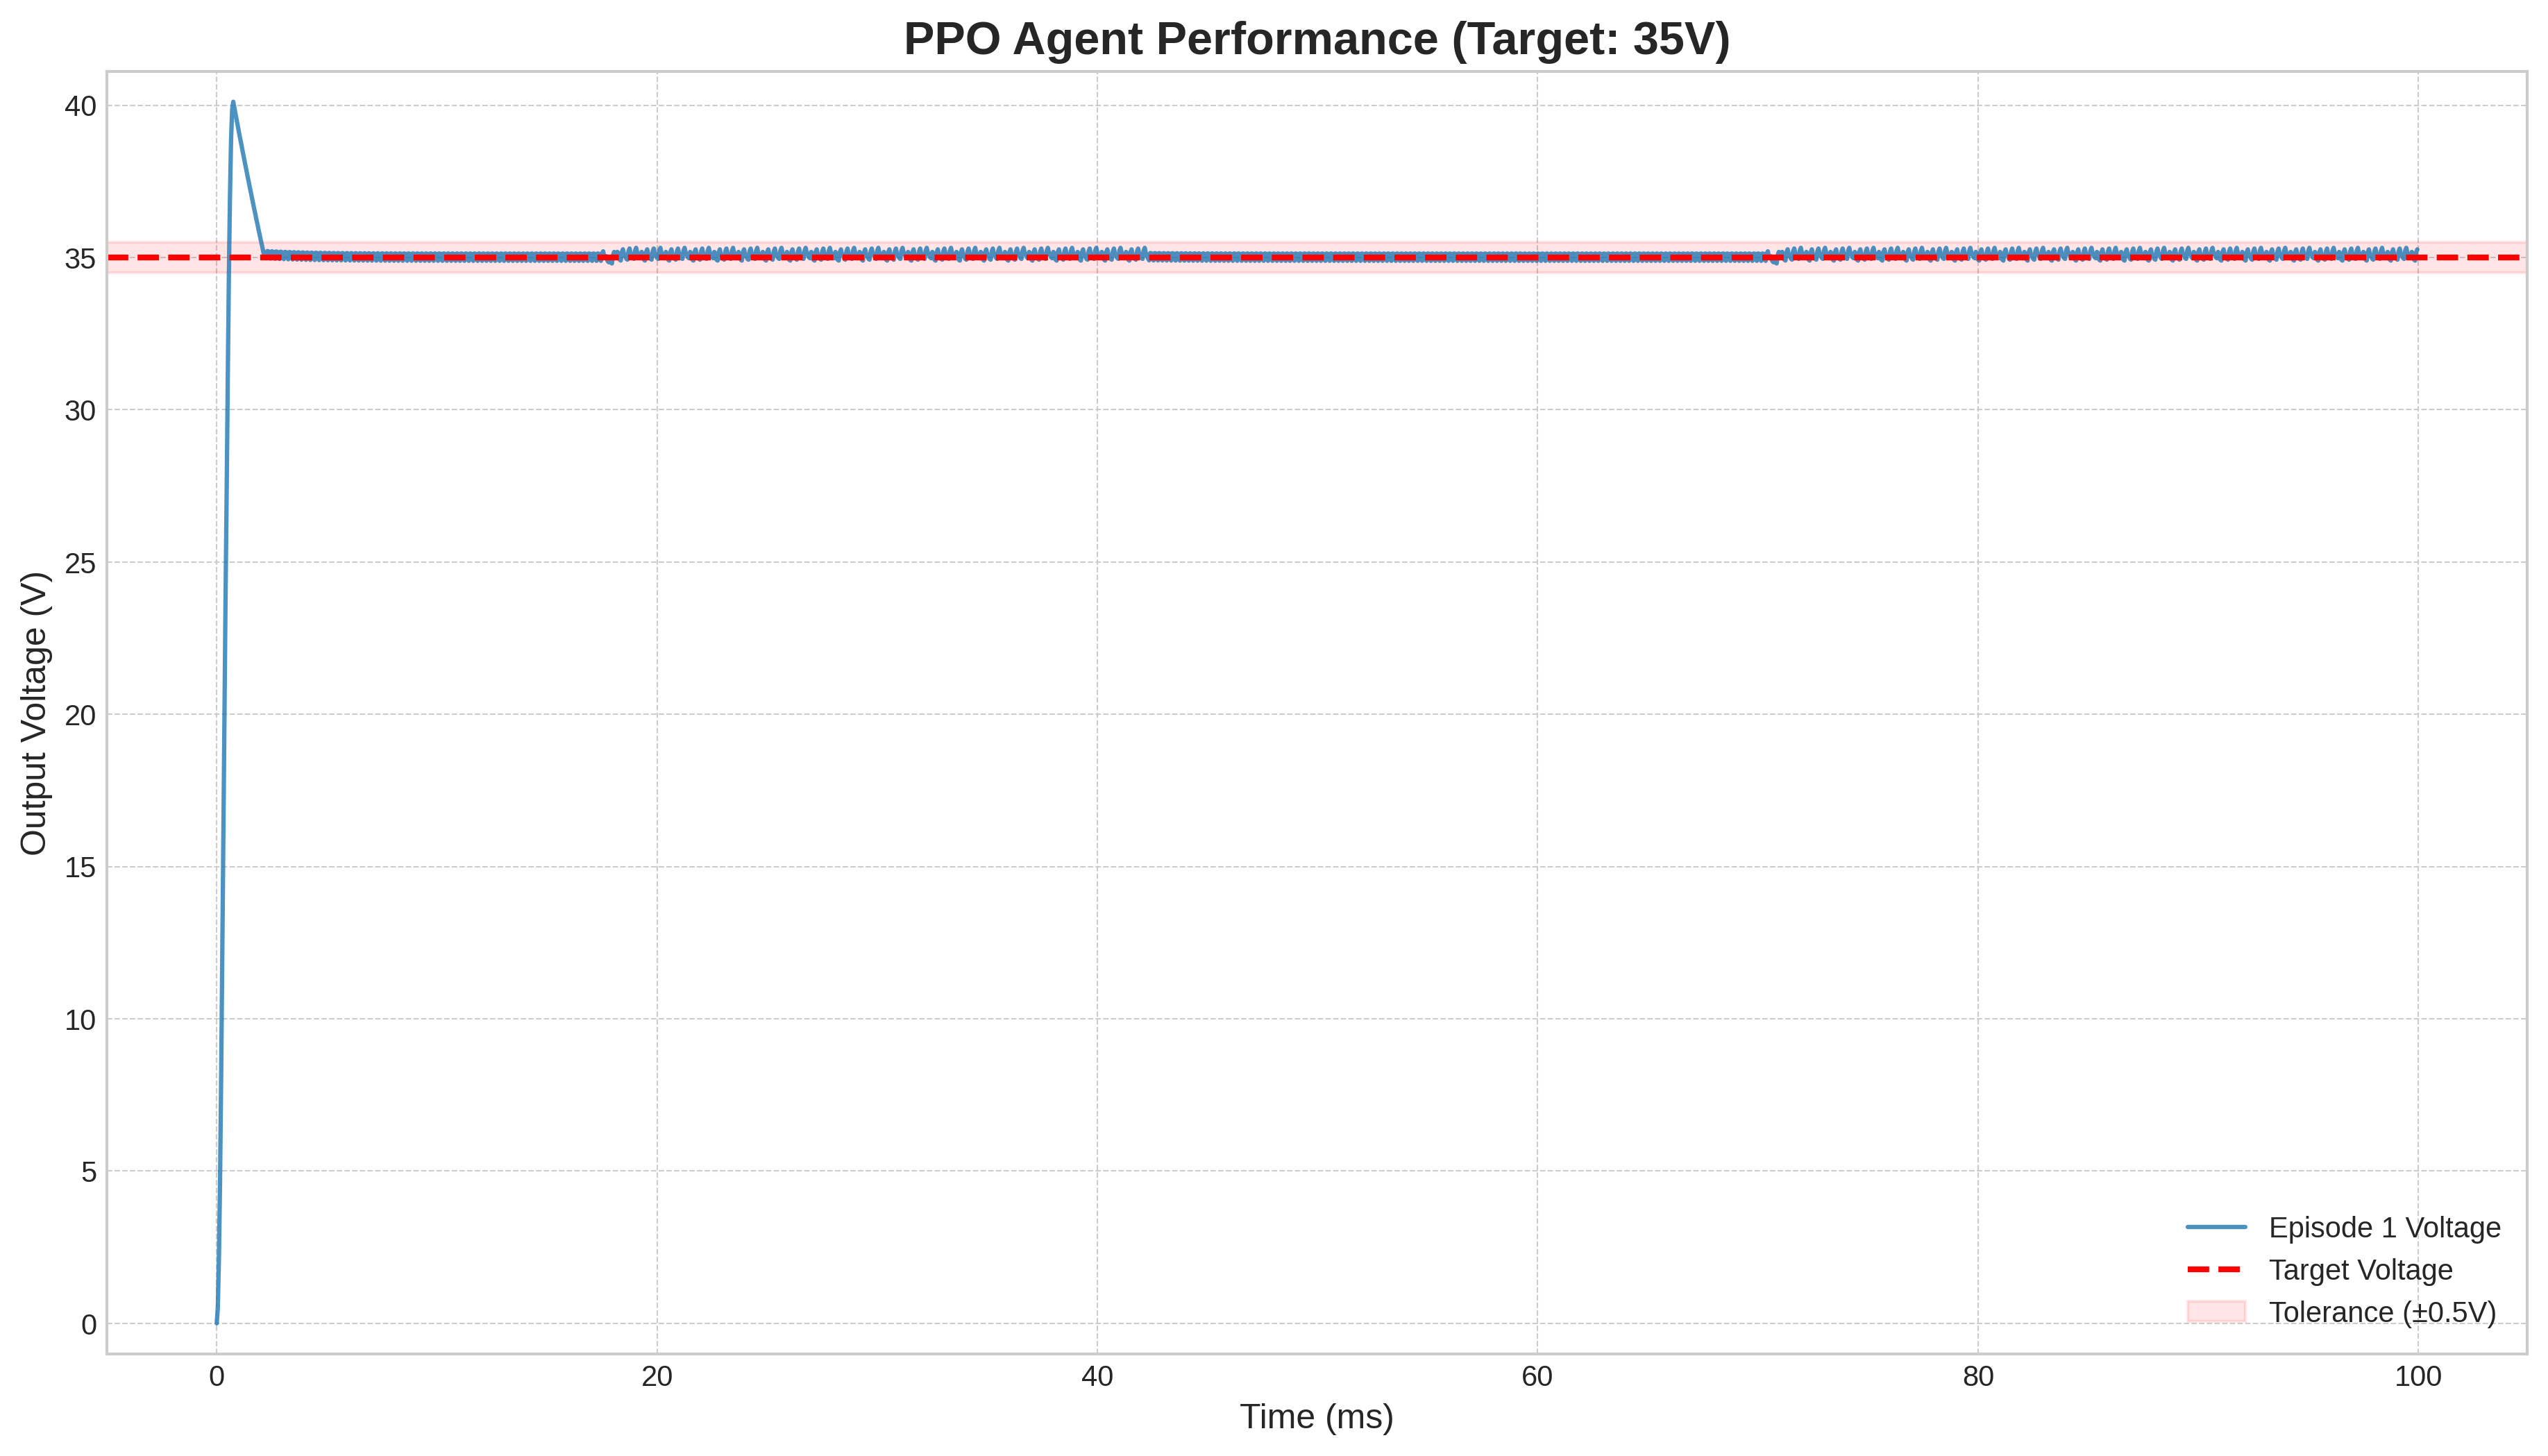 PPO Agent Performance (Target: 35V)
Output Voltage (V)
40
35
30
25
20
15
10
5
0
0 20 40 60 80 100
Time (ms)
Episode 1 Voltage
Target Voltage
Tolerance (±0.5V)